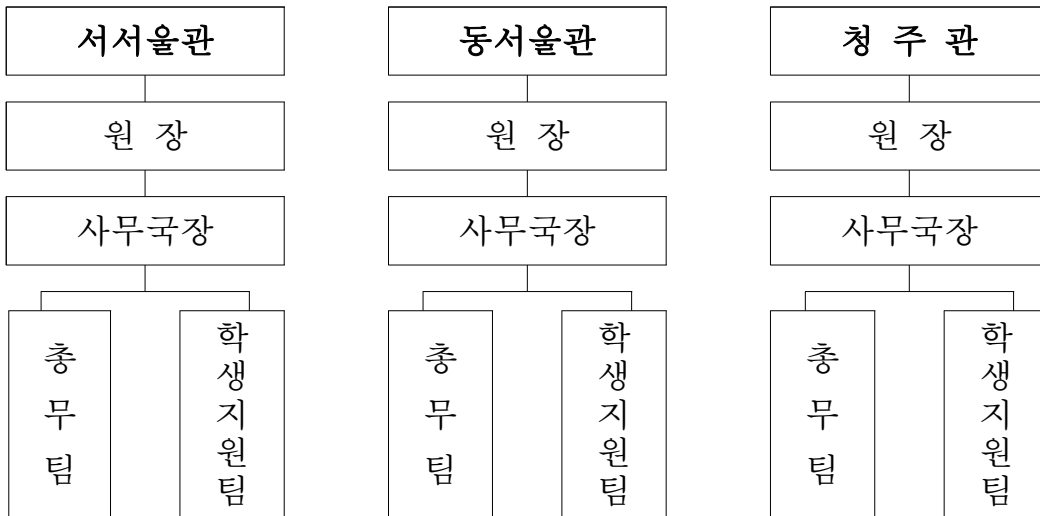 서서울관
원 장
사무국장
총무팀
학생지원팀
동서울관
원 장
사무국장
총무팀
학생지원팀
청 주 관
원 장
사무국장
총무팀
학생지원팀